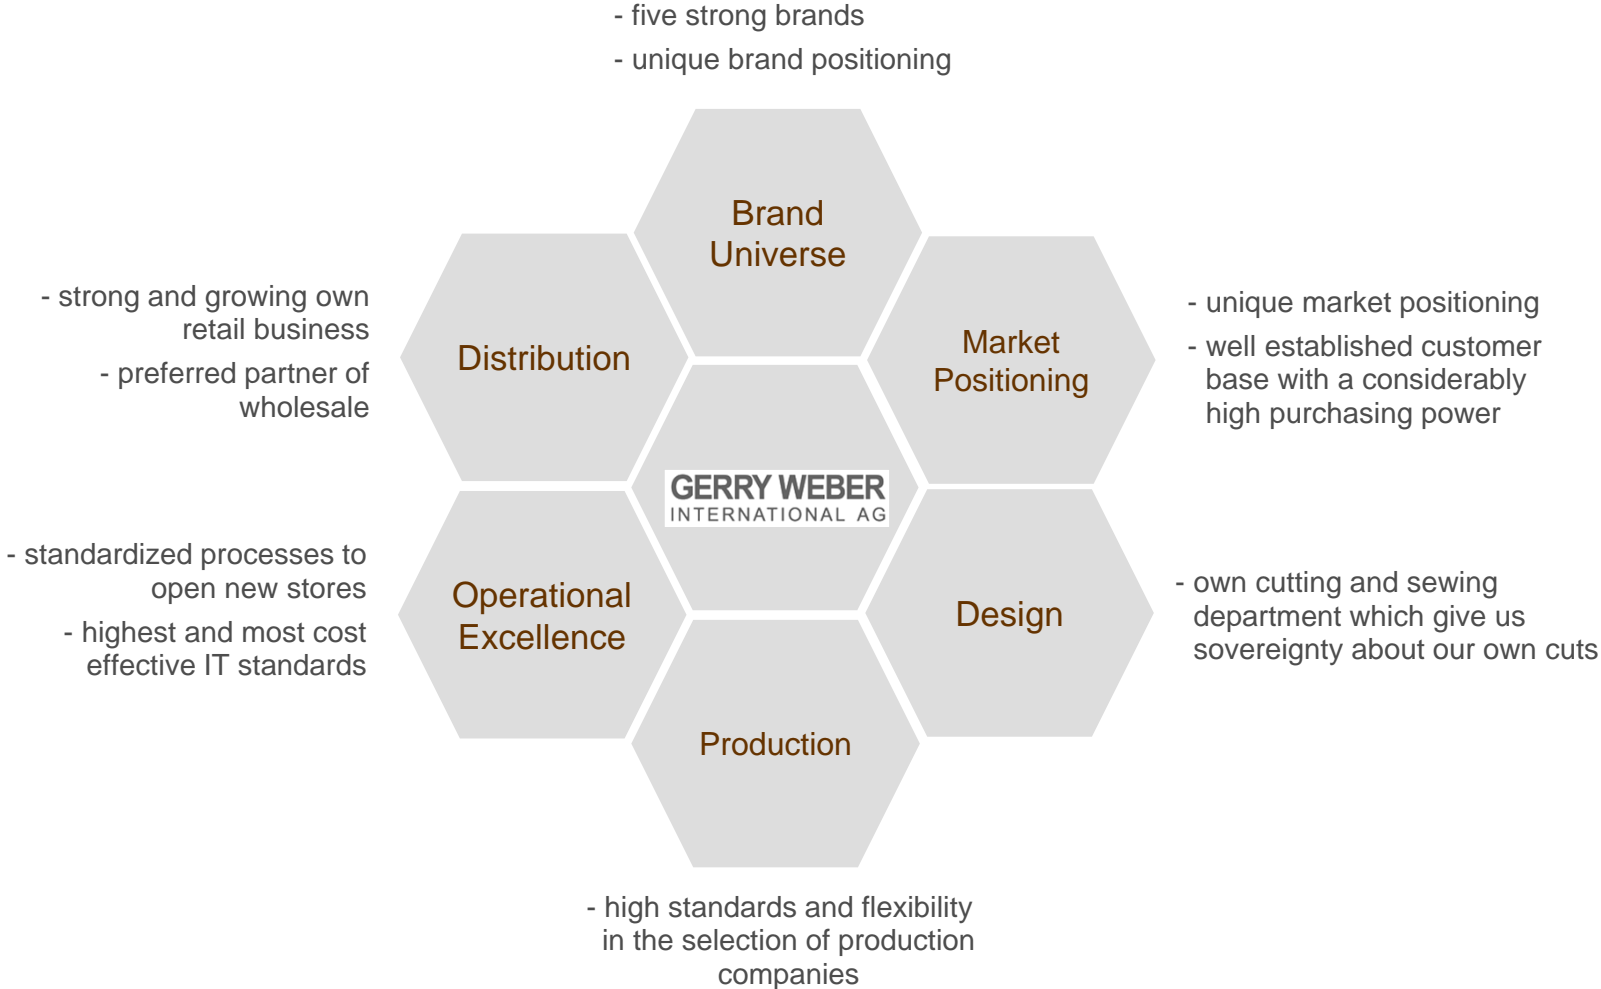 - five strong brands
- unique brand positioning
Brand
Universe
- strong and growing own
retail business
- preferred partner of
wholesale
Distribution
Market
Positioning
- unique market positioning
- well established customer
base with a considerably
high purchasing power
GERRY WEBER
INTERNATIONAL AG
- standardized processes to
open new stores
- highest and most cost
effective IT standards
Operational
Excellence
Design
- own cutting and sewing
department which give us
sovereignty about our own cuts
Production
- high standards and flexibility
in the selection of production
companies